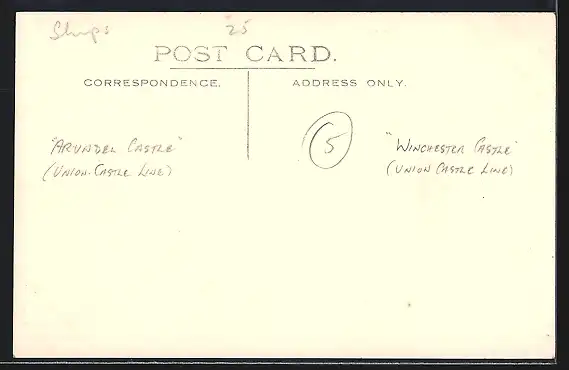 Ships 25
POST CARD.
CORRESPONDENCE. ADDRESS ONLY.
"ARUNDEL CASTLE"
(UNION-CASTLE LINE)
5
"WINCHESTER CASTLE"
(UNION CASTLE LINE)